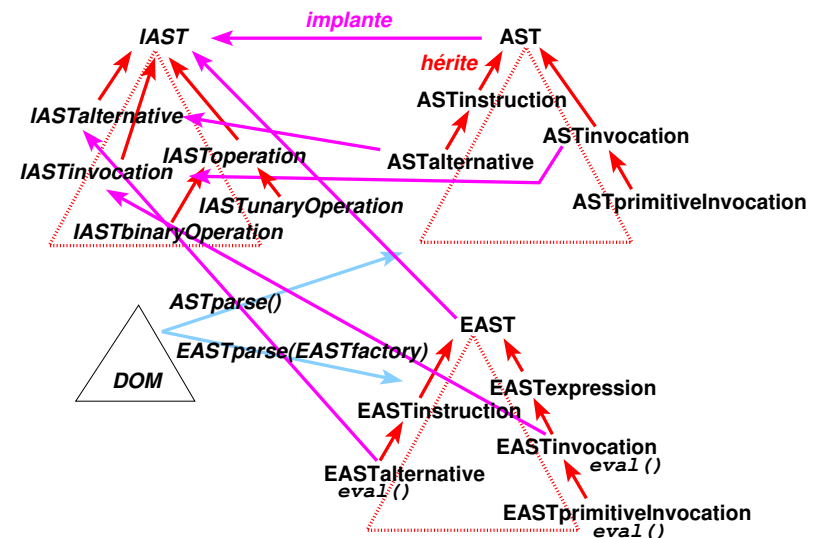 implante
IAST
AST
hérite
ASTinstruction
IASTalternative
ASTinvocation
IASToperation
ASTalternative
IASTinvocation
IASTunaryOperation
ASTprimitiveInvocation
IASTbinaryOperation
ASTparse()
EAST
EASTparse(EASTfactory)
DOM
EASTexpression
EASTinstruction
EASTinvocation
eval()
EASTalternative
eval()
EASTprimitiveInvocation
eval()